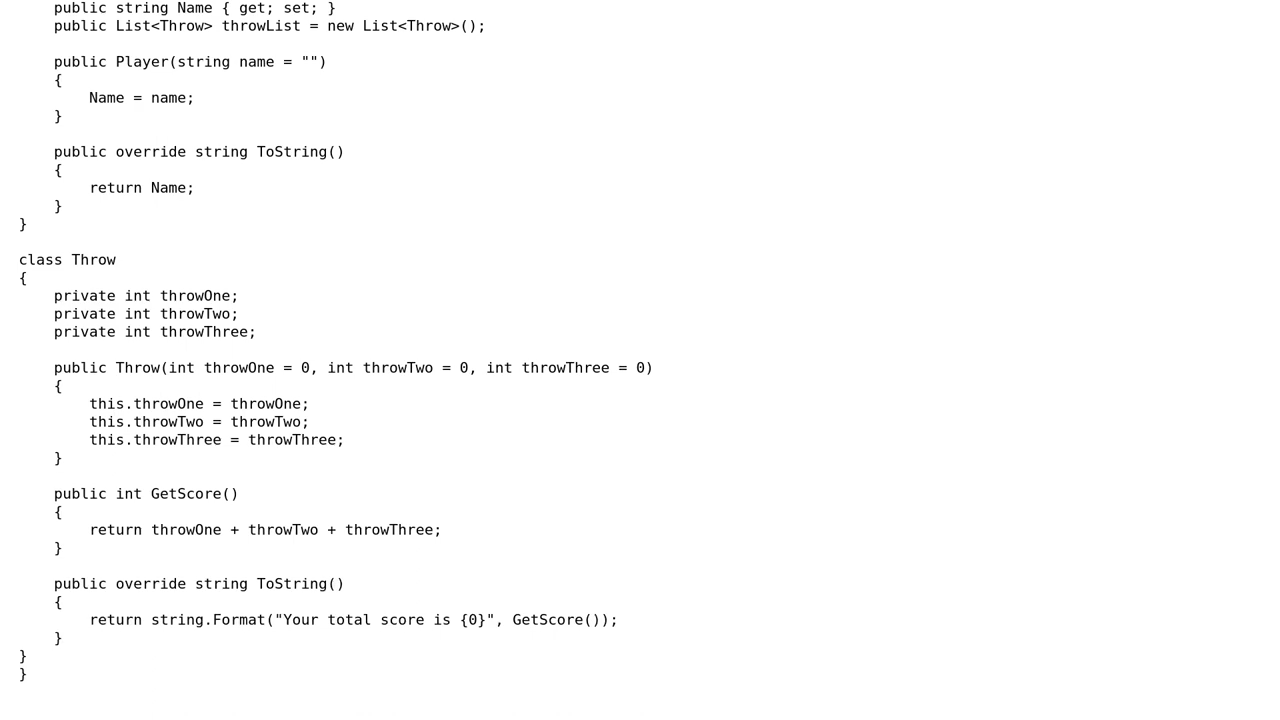 public string Name { get; set; }
    public List<Throw> throwList = new List<Throw>();

    public Player(string name = "")
    {
        Name = name;
    }

    public override string ToString()
    {
        return Name;
    }
}

class Throw
{
    private int throwOne;
    private int throwTwo;
    private int throwThree;

    public Throw(int throwOne = 0, int throwTwo = 0, int throwThree = 0)
    {
        this.throwOne = throwOne;
        this.throwTwo = throwTwo;
        this.throwThree = throwThree;
    }

    public int GetScore()
    {
        return throwOne + throwTwo + throwThree;
    }

    public override string ToString()
    {
        return string.Format("Your total score is {0}", GetScore());
    }
}
}